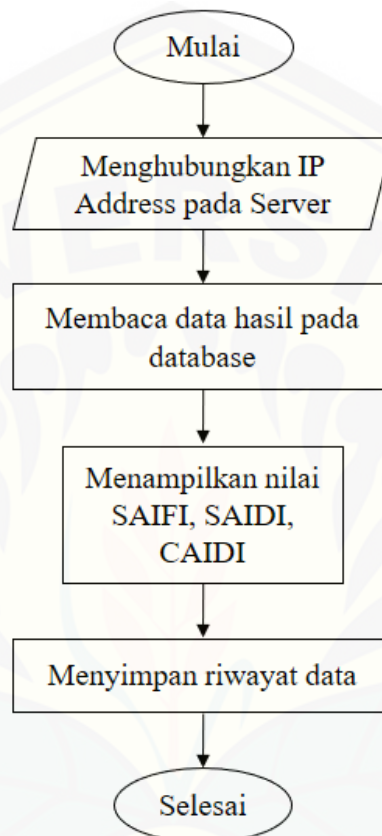 Mulai
Menghubungkan IP
Address pada Server
Membaca data hasil pada
database
Menampilkan nilai
SAIFI, SAIDI,
CAIDI
Menyimpan riwayat data
Selesai